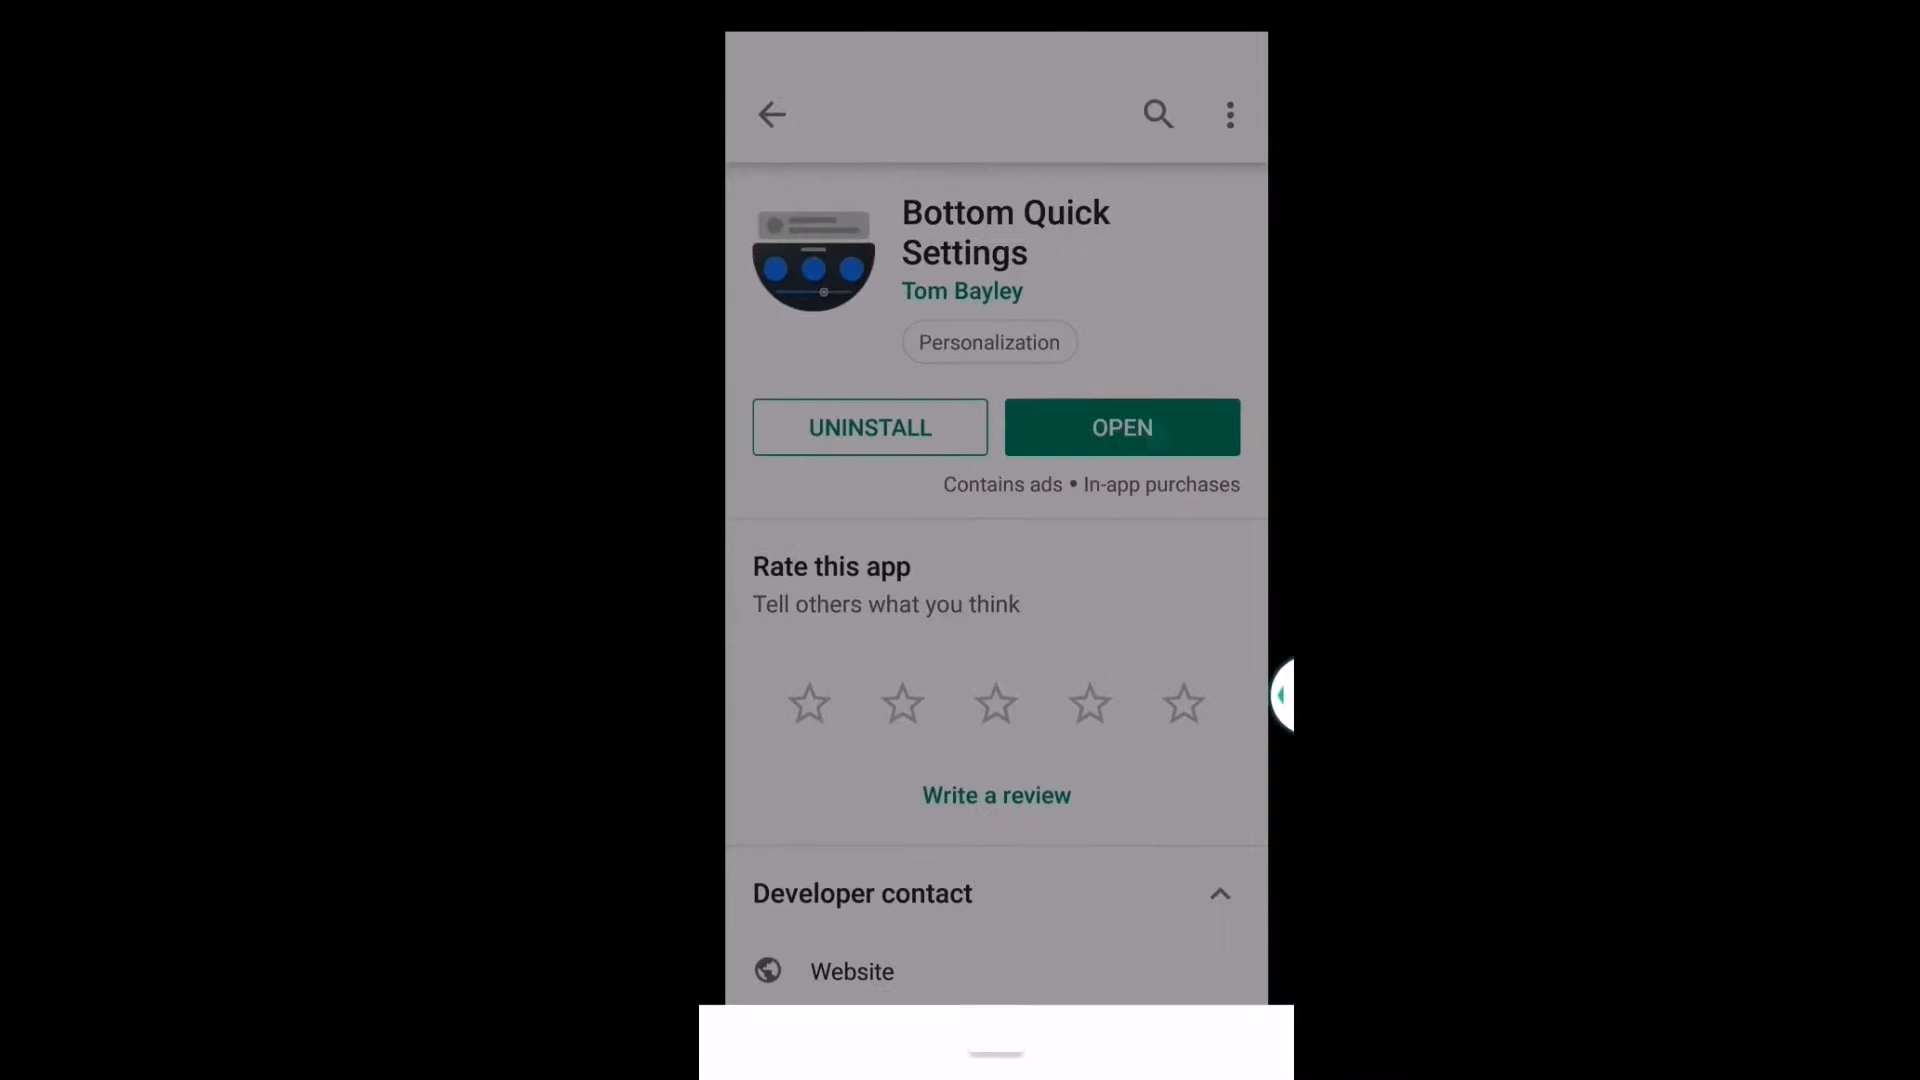 Bottom Quick
Settings
Tom Bayley
Personalization
UNINSTALL
OPEN
Contains ads • In-app purchases
Rate this app
Tell others what you think
Write a review
Developer contact
Website